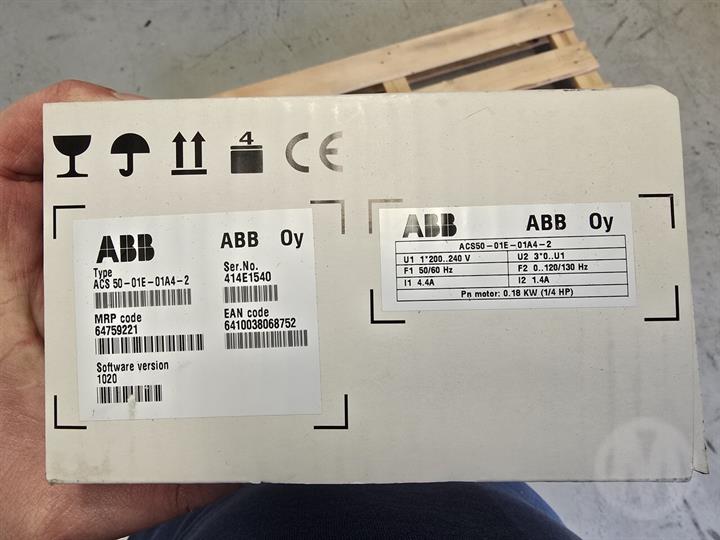 4
CE
ABB
ABB Oy
Type
ACS 50-01E-01A4-2
Ser.No.
414E1540
MRP code
64759221
EAN code
6410038068752
Software version
1020
ABB
ABB Oy
ACS50-01E-01A4-2
U1 1*200..240 V
U2 3*0..U1
F1 50/60 Hz
F2 0..120/130 Hz
I1 4.4A
I2 1.4A
Pn motor: 0.18 KW (1/4 HP)
M